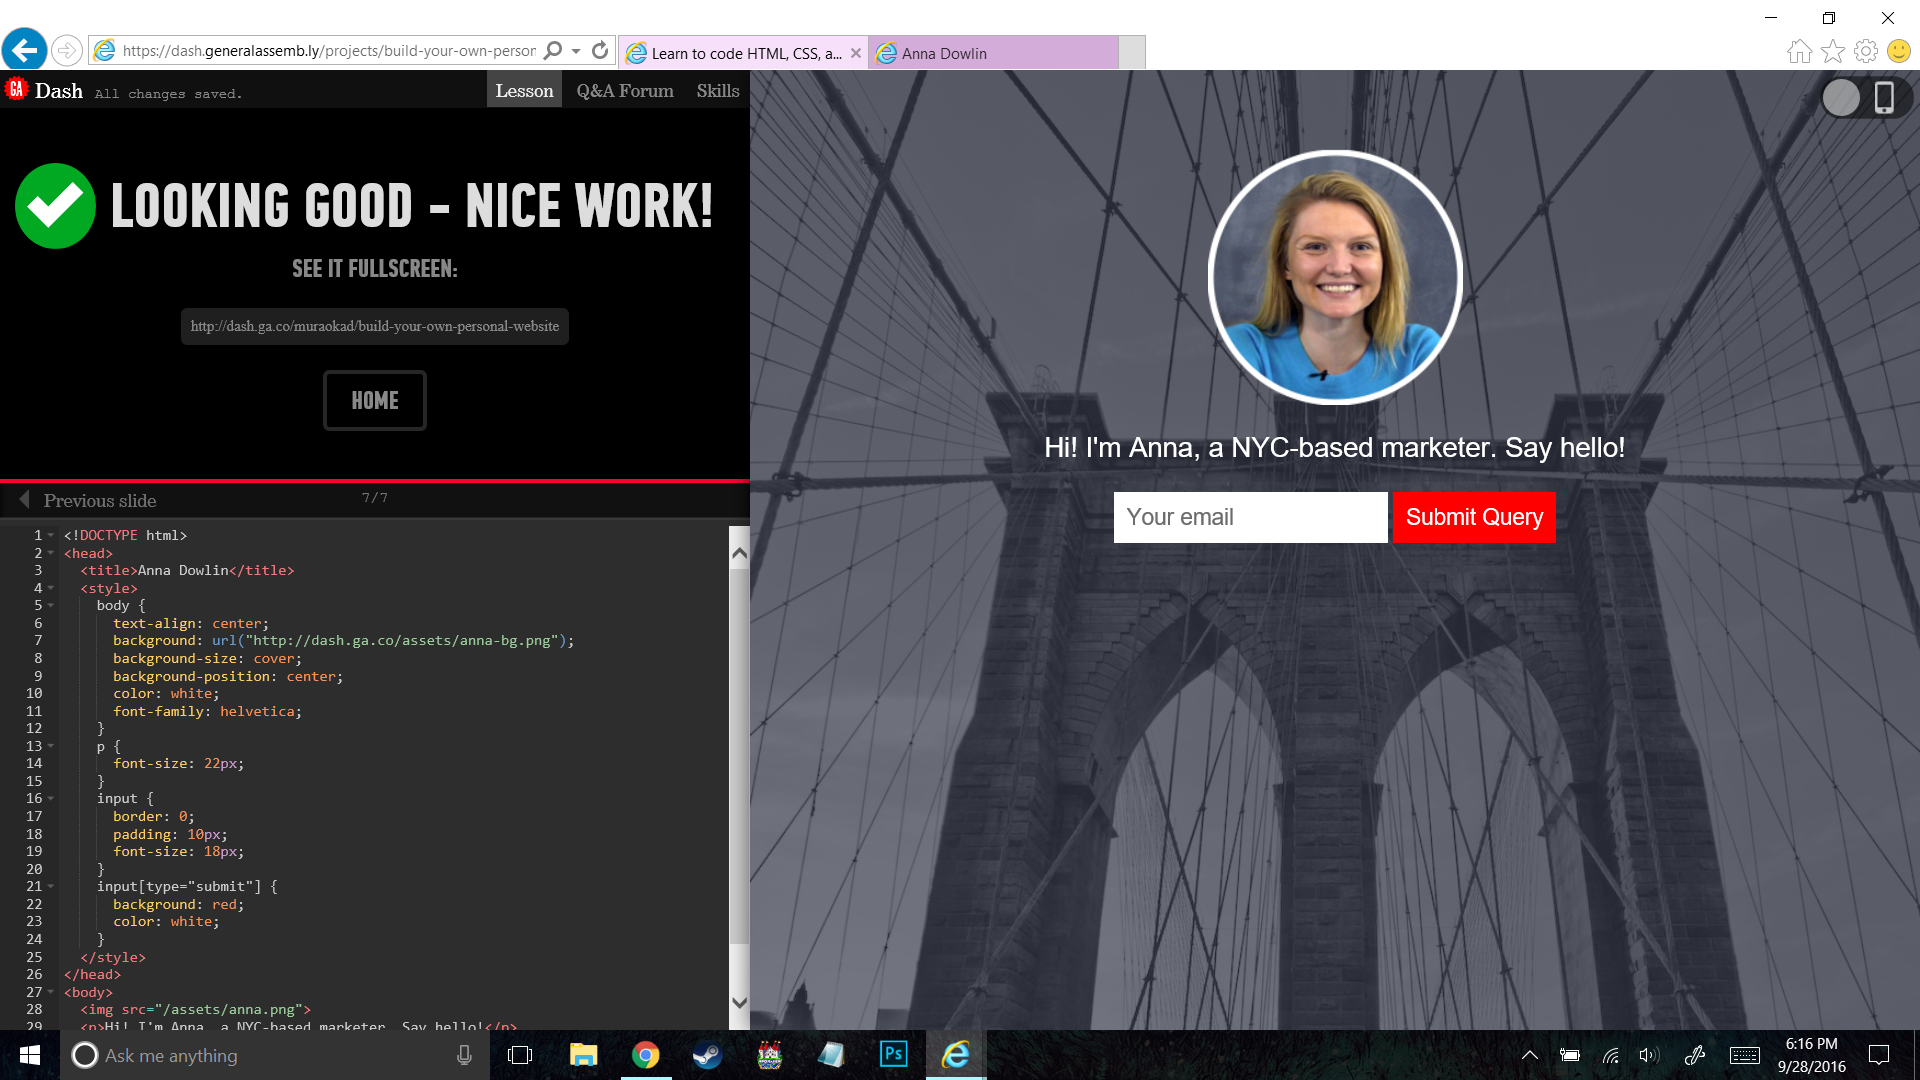 https://dash.generalassemb.ly/projects/build-your-own-person
Learn to code HTML, CSS, a...
Anna Dowlin
GA
Dash
All changes saved.
Lesson
Q&A Forum
Skills
LOOKING GOOD - NICE WORK!
SEE IT FULLSCREEN:
http://dash.ga.co/muraokad/build-your-own-personal-website
HOME
Previous slide
7/7
1 <!DOCTYPE html>
2 <head>
3 <title>Anna Dowlin</title>
4 <style>
5 body {
6 text-align: center;
7 background: url("http://dash.ga.co/assets/anna-bg.png");
8 background-size: cover;
9 background-position: center;
10 color: white;
11 font-family: helvetica;
12 }
13 p {
14 font-size: 22px;
15 }
16 input {
17 border: 0;
18 padding: 10px;
19 font-size: 18px;
20 }
21 input[type="submit"] {
22 background: red;
23 color: white;
24 }
25 </style>
26 </head>
27 <body>
28 <img src="/assets/anna.png">
29 <p>Hi! I'm Anna, a NYC-based marketer. Say hello!</p>
Hi! I'm Anna, a NYC-based marketer. Say hello!
Your email
Submit Query
Ask me anything
Ps
6:16 PM
9/28/2016